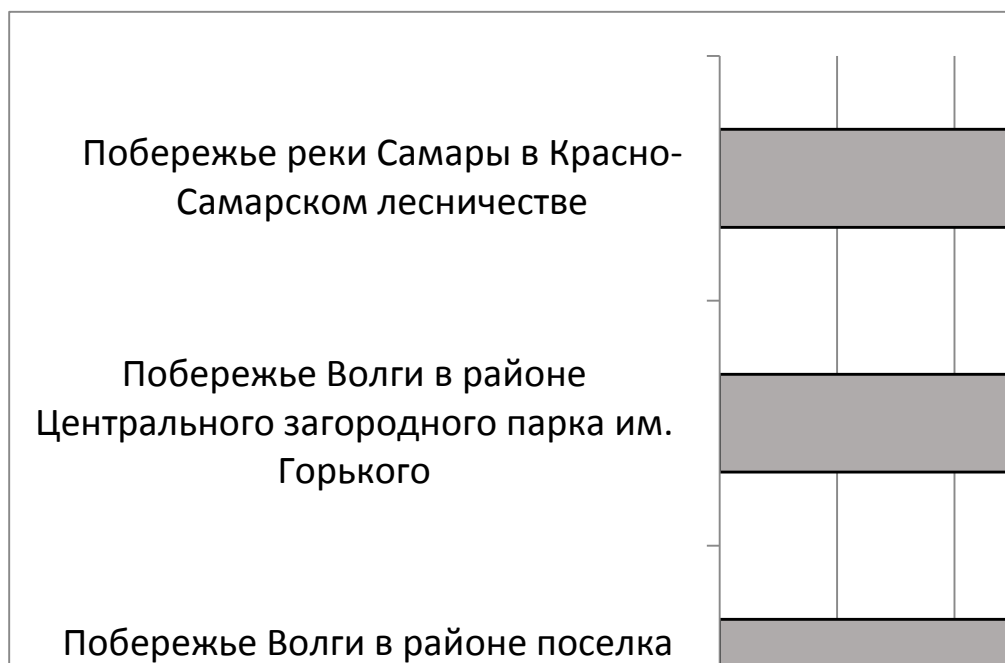 Побережье реки Самары в Красно-
Самарском лесничестве
Побережье Волги в районе
Центрального загородного парка им.
Горького
Побережье Волги в районе поселка